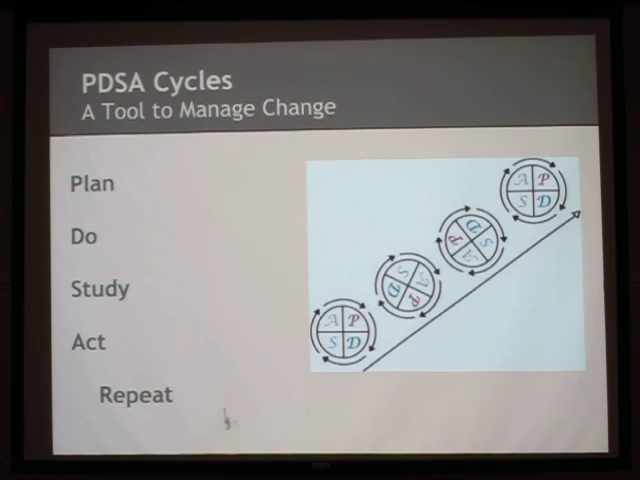 PDSA Cycles
A Tool to Manage Change
Plan
Do
Study
Act
Repeat
A P
S D
S A
D P
D S
P A
A P
S D